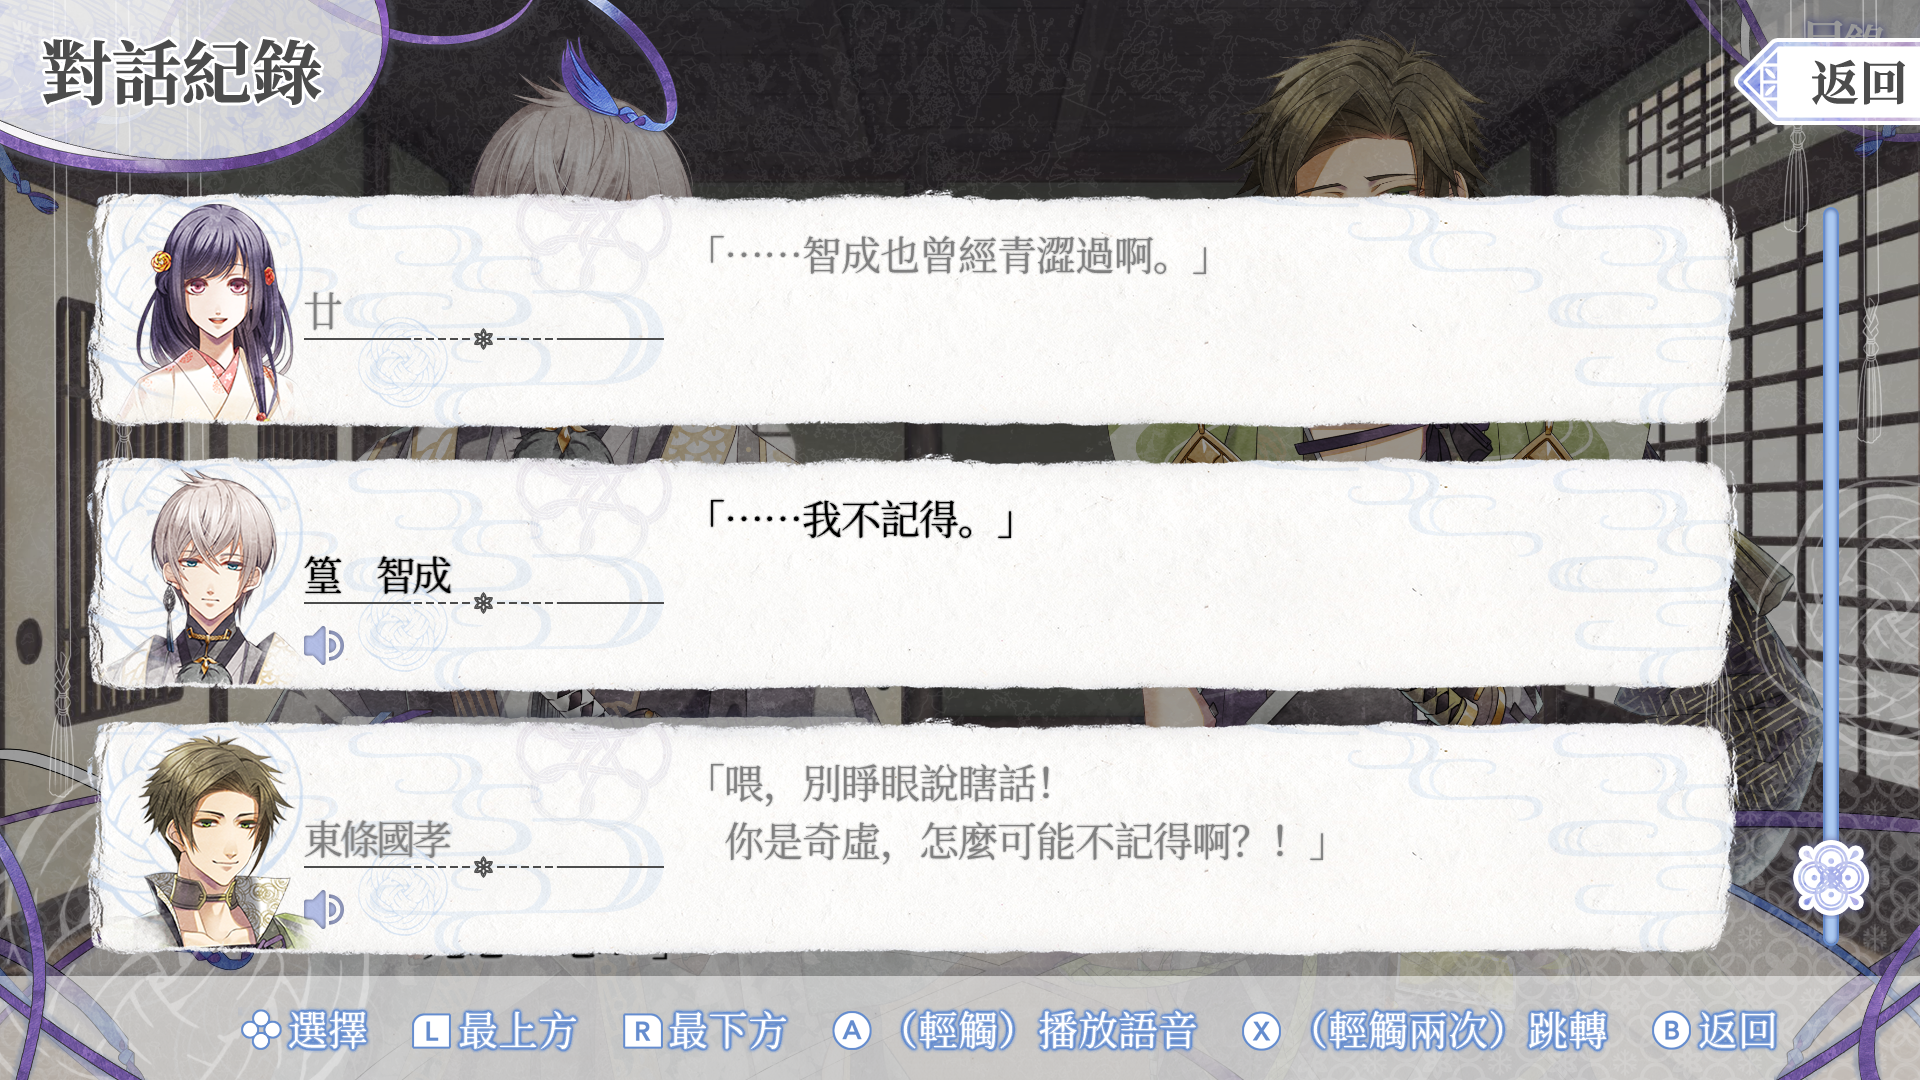 對話紀錄
返回
「……智成也曾經青澀過啊。」
廿
「……我不記得。」
篁　智成
「喂，別睜眼說瞎話！
你是奇虛，怎麼可能不記得啊？！」
東條國孝
選擇 L 最上方 R 最下方 A （輕觸）播放語音 X （輕觸兩次）跳轉 B 返回